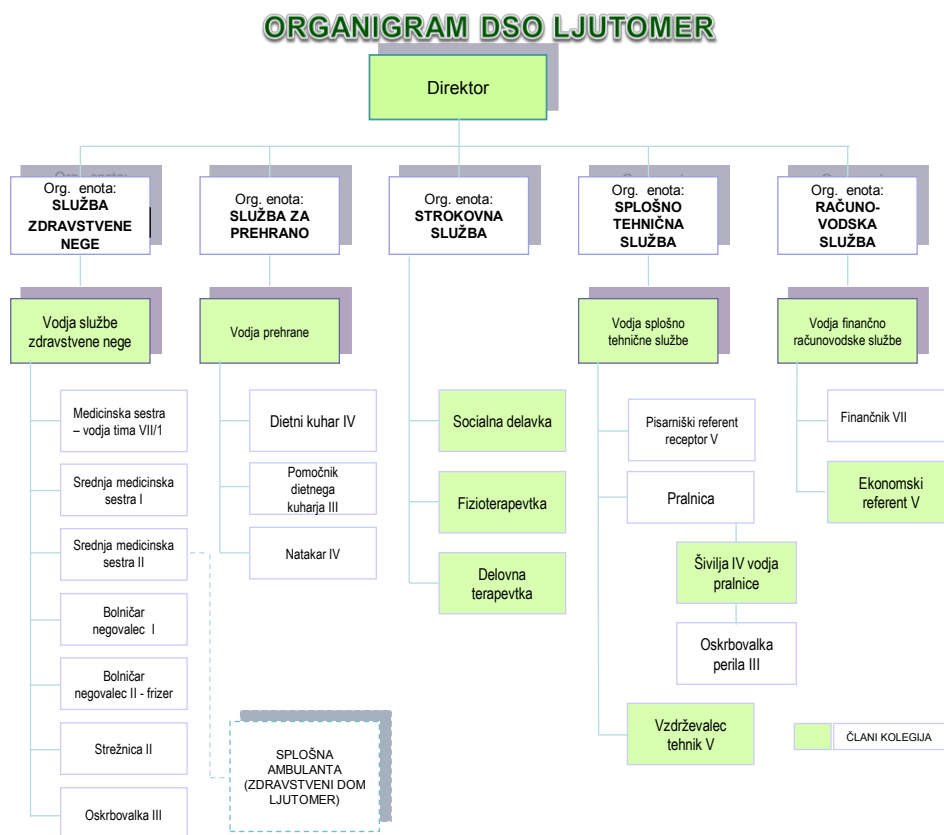 ORGANIGRAM DSO LJUTOMER
Direktor
Org. enota:
SLUŽBA
ZDRAVSTVENE
NEGE
Org. enota:
SLUŽBA ZA
PREHRANO
Org. enota:
STROKOVNA
SLUŽBA
Org. enota:
SPLOŠNO
TEHNIČNA
SLUŽBA
Org. enota:
RAČUNO-
VODSKA
SLUŽBA
Vodja službe
zdravstvene nege
Vodja prehrane
Vodja splošno
tehnične službe
Vodja finančno
računovodske službe
Medicinska sestra
– vodja tima VII/1
Srednja medicinska
sestra I
Srednja medicinska
sestra II
Bolničar
negovalec I
Bolničar
negovalec II - frizer
Strežnica II
Oskrbovalka III
Dietni kuhar IV
Pomočnik
dietnega
kuharja III
Natakar IV
SPLOŠNA
AMBULANTA
(ZDRAVSTVENI DOM
LJUTOMER)
Socialna delavka
Fizioterapevtka
Delovna
terapevtka
Pisarniški referent
receptor V
Pralnica
Šivilja IV vodja
pralnice
Oskrbovalka
perila III
Vzdrževalec
tehnik V
Finančnik VII
Ekonomski
referent V
ČLANI KOLEGIJA